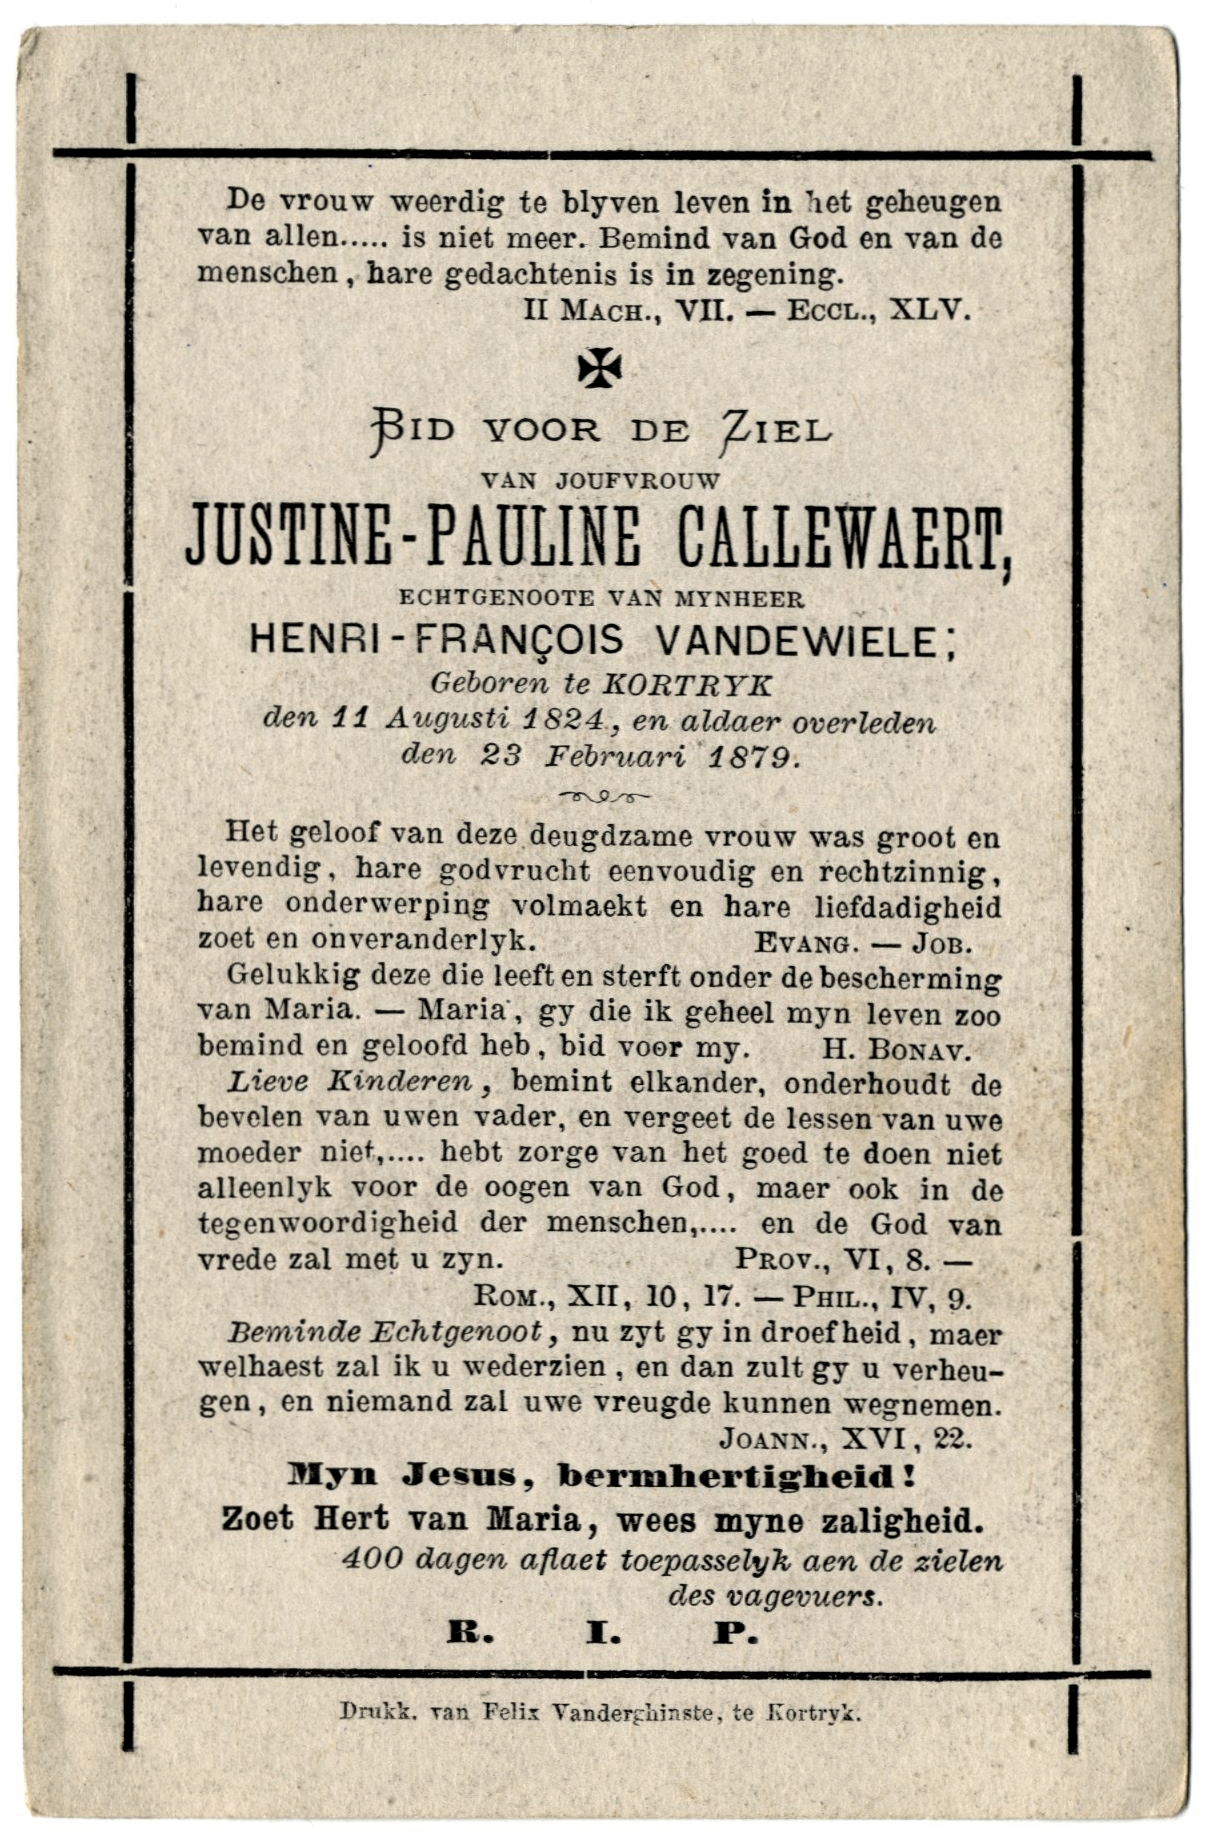 De vrouw weerdig te blyven leven in het geheugen
van allen..... is niet meer. Bemind van God en van de
menschen, hare gedachtenis is in zegening.
II MACH., VII. — ECCL., XLV.
✠
BID VOOR DE ZIEL
VAN JOUFVROUW
JUSTINE-PAULINE CALLEWAERT,
ECHTGENOOTE VAN MYNHEER
HENRI-FRANÇOIS VANDEWIELE;
Geboren te KORTRYK
den 11 Augusti 1824, en aldaer overleden
den 23 Februari 1879.
Het geloof van deze deugdzame vrouw was groot en
levendig, hare godvrucht eenvoudig en rechtzinnig,
hare onderwerping volmaekt en hare liefdadigheid
zoet en onveranderlyk. EVANG. — JOB.
Gelukkig deze die leeft en sterft onder de bescherming
van Maria. — Maria, gy die ik geheel myn leven zoo
bemind en geloofd heb, bid voor my. H. BONAV.
Lieve Kinderen, bemint elkander, onderhoudt de
bevelen van uwen vader, en vergeet de lessen van uwe
moeder niet,.... hebt zorge van het goed te doen niet
alleenlyk voor de oogen van God, maer ook in de
tegenwoordigheid der menschen,.... en de God van
vrede zal met u zyn. PROV., VI, 8. —
ROM., XII, 10, 17. — PHIL., IV, 9.
Beminde Echtgenoot, nu zyt gy in droefheid, maer
welhaest zal ik u wederzien, en dan zult gy u verheu-
gen, en niemand zal uwe vreugde kunnen wegnemen.
JOANN., XVI, 22.
Myn Jesus, bermhertigheid!
Zoet Hert van Maria, wees myne zaligheid.
400 dagen aflaet toepasselyk aen de zielen
des vagevuers.
R. I. P.
Drukk. van Felix Vanderghinste, te Kortryk.